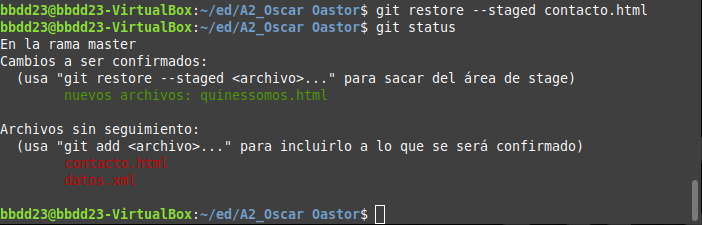 bbdd23@bbdd23-VirtualBox:~/ed/A2_Oscar Oastor$ git restore --staged contacto.html
bbdd23@bbdd23-VirtualBox:~/ed/A2_Oscar Oastor$ git status
En la rama master
Cambios a ser confirmados:
  (usa "git restore --staged <archivo>..." para sacar del área de stage)
        nuevos archivos: quinessomos.html

Archivos sin seguimiento:
  (usa "git add <archivo>..." para incluirlo a lo que se será confirmado)
        contacto.html
        datos.xml

bbdd23@bbdd23-VirtualBox:~/ed/A2_Oscar Oastor$